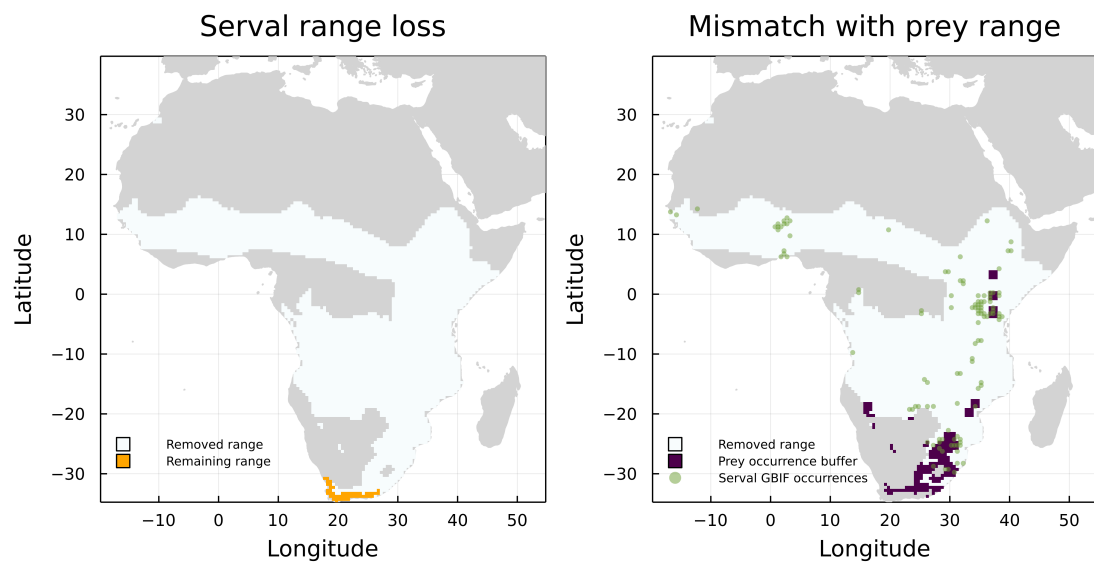 Serval range loss
Mismatch with prey range
Latitude
30
20
10
0
−10
−20
−30
Removed range
Remaining range
−10
0
10
20
30
40
50
Longitude
Latitude
30
20
10
0
−10
−20
−30
Removed range
Prey occurrence buffer
Serval GBIF occurrences
−10
0
10
20
30
40
50
Longitude